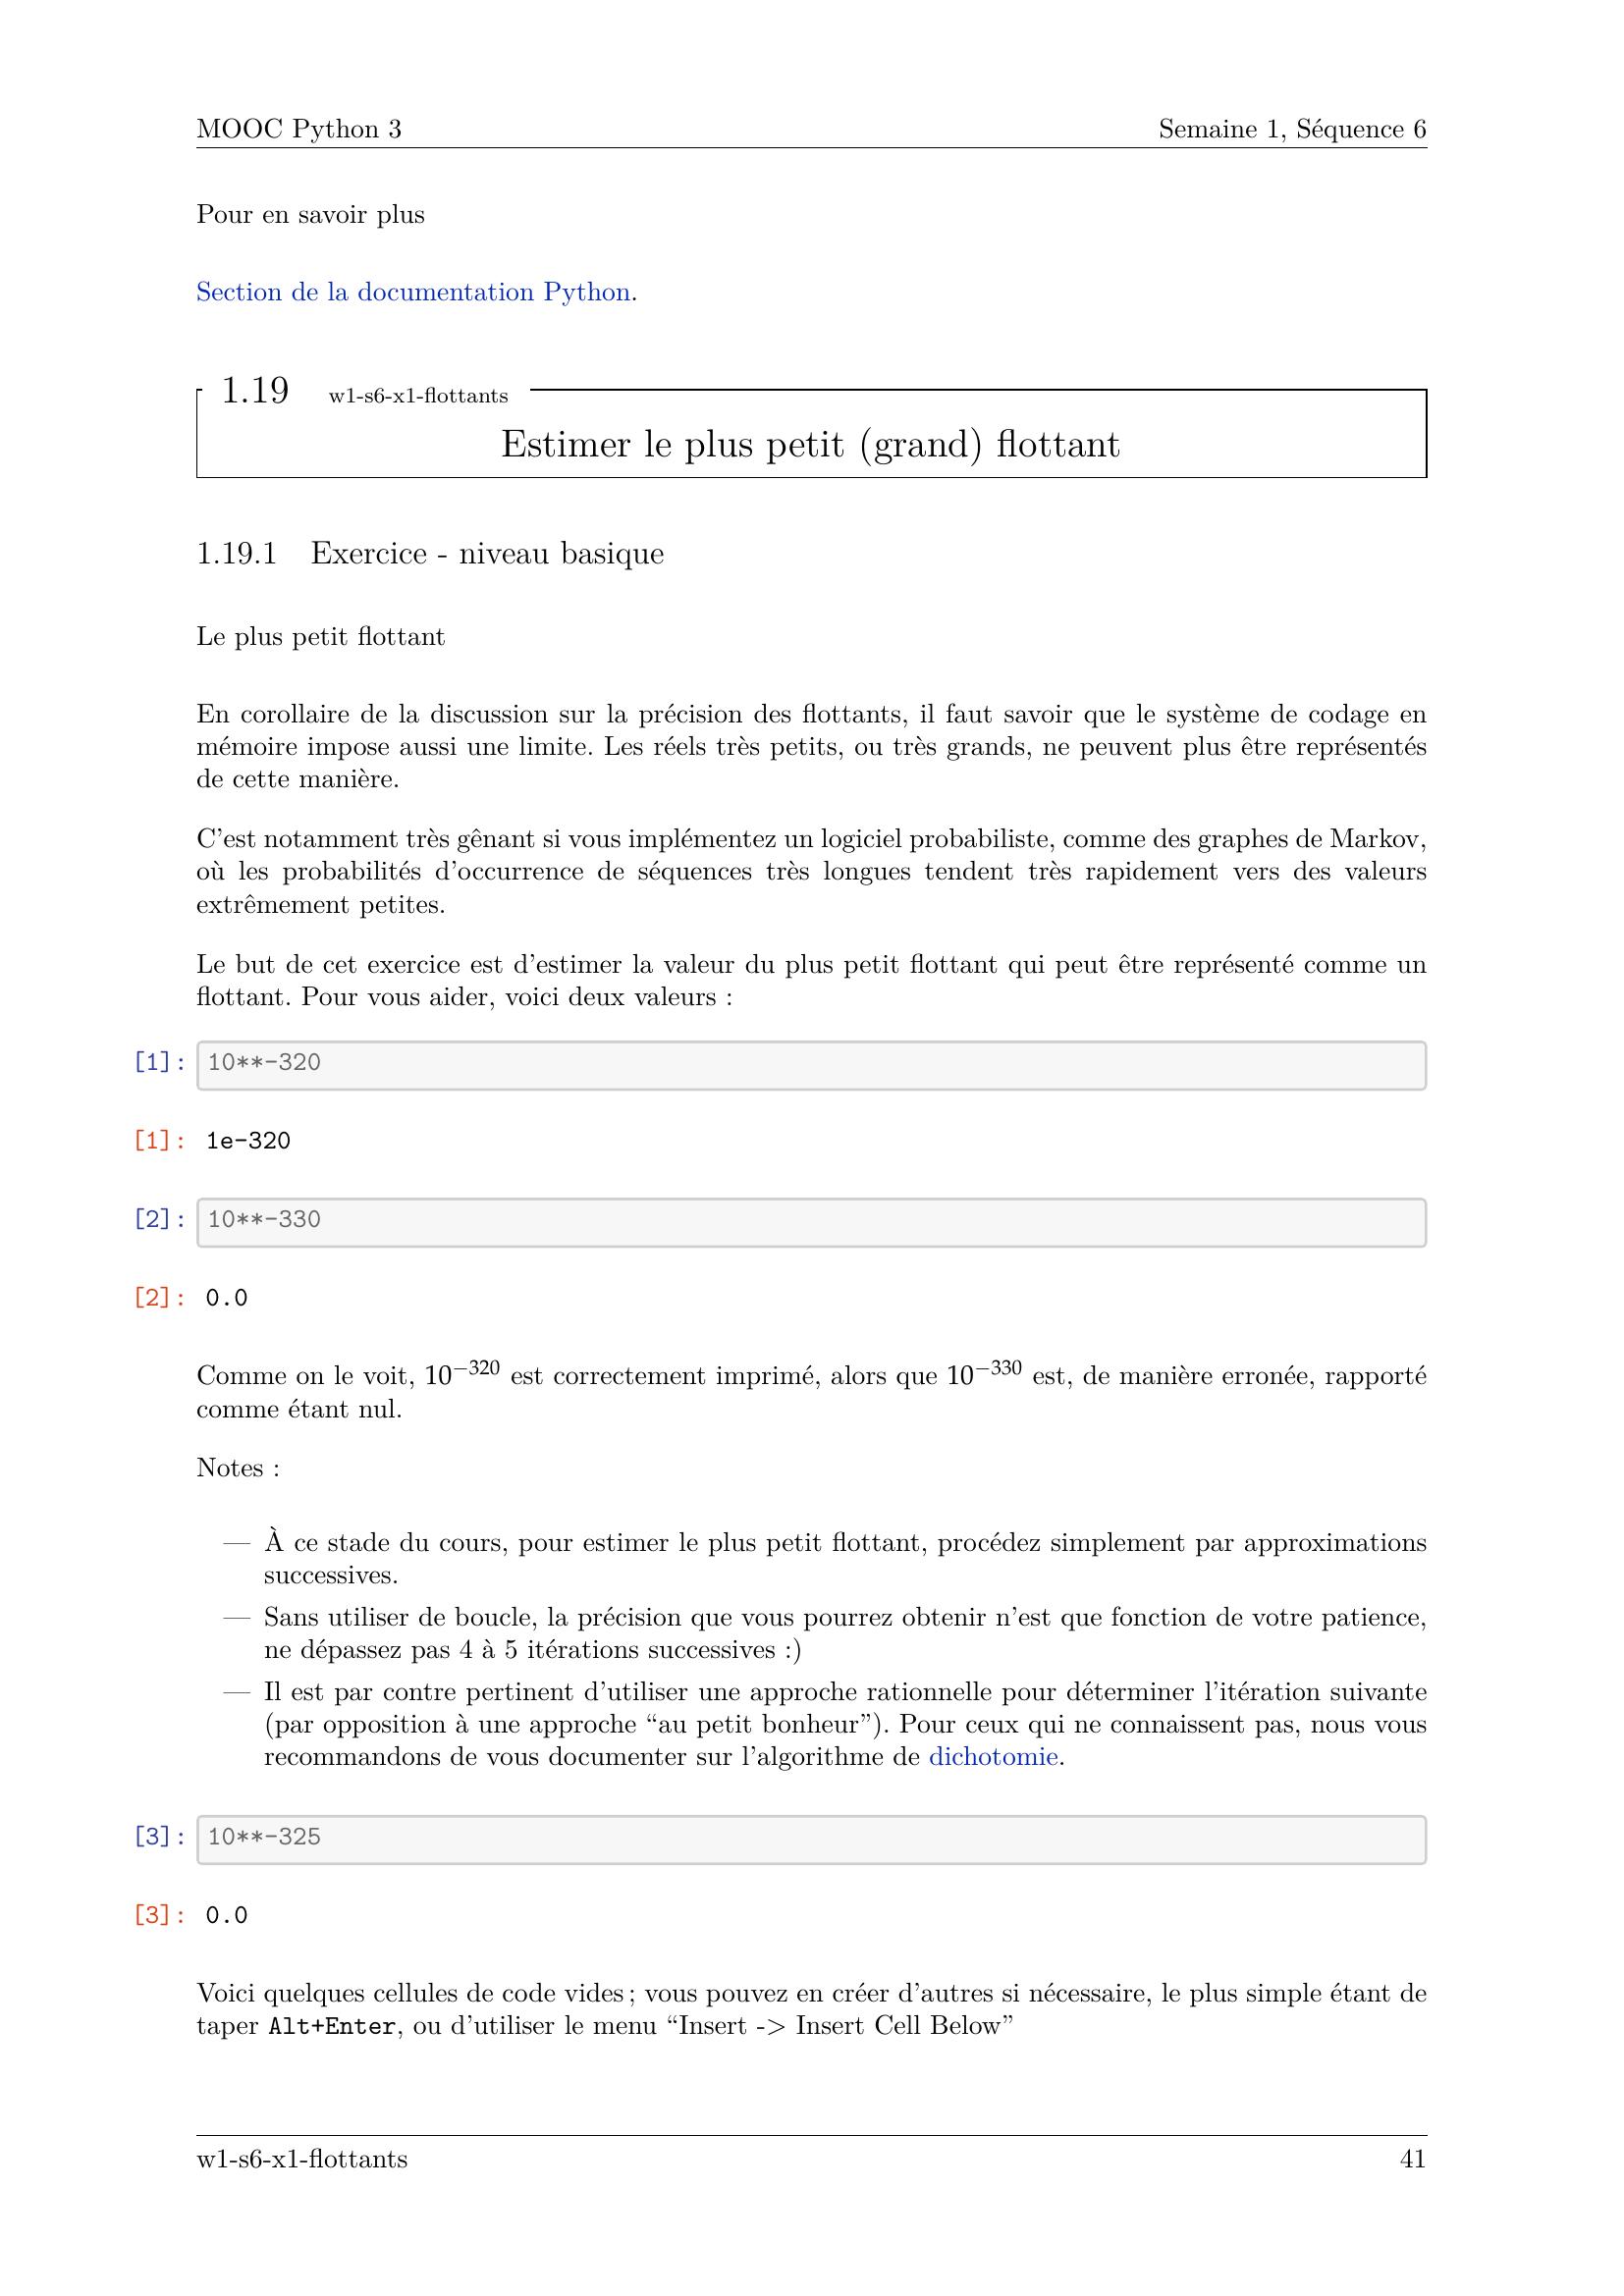 MOOC Python 3 Semaine 1, Séquence 6
Pour en savoir plus
Section de la documentation Python.
1.19 w1-s6-x1-flottants
Estimer le plus petit (grand) flottant
1.19.1 Exercice - niveau basique
Le plus petit flottant
En corollaire de la discussion sur la précision des flottants, il faut savoir que le système de codage en
mémoire impose aussi une limite. Les réels très petits, ou très grands, ne peuvent plus être représentés
de cette manière.
C'est notamment très gênant si vous implémentez un logiciel probabiliste, comme des graphes de Markov,
où les probabilités d'occurrence de séquences très longues tendent très rapidement vers des valeurs
extrêmement petites.
Le but de cet exercice est d'estimer la valeur du plus petit flottant qui peut être représenté comme un
flottant. Pour vous aider, voici deux valeurs :
[1]: 10**-320
[1]: 1e-320
[2]: 10**-330
[2]: 0.0
Comme on le voit, 10⁻³²⁰ est correctement imprimé, alors que 10⁻³³⁰ est, de manière erronée, rapporté
comme étant nul.
Notes :
— À ce stade du cours, pour estimer le plus petit flottant, procédez simplement par approximations
successives.
— Sans utiliser de boucle, la précision que vous pourrez obtenir n'est que fonction de votre patience,
ne dépassez pas 4 à 5 itérations successives :)
— Il est par contre pertinent d'utiliser une approche rationnelle pour déterminer l'itération suivante
(par opposition à une approche “au petit bonheur”). Pour ceux qui ne connaissent pas, nous vous
recommandons de vous documenter sur l'algorithme de dichotomie.
[3]: 10**-325
[3]: 0.0
Voici quelques cellules de code vides ; vous pouvez en créer d'autres si nécessaire, le plus simple étant de
taper Alt+Enter, ou d'utiliser le menu “Insert -> Insert Cell Below”
w1-s6-x1-flottants 41